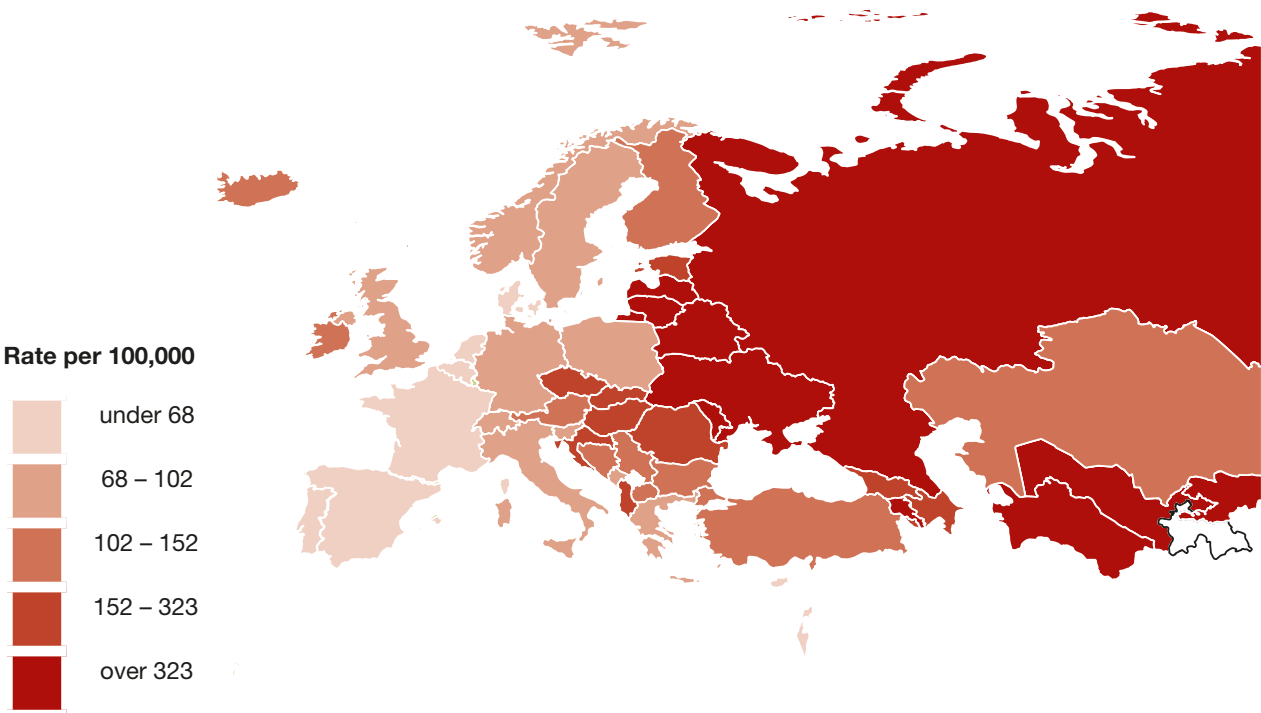 Rate per 100,000
under 68
68 – 102
102 – 152
152 – 323
over 323